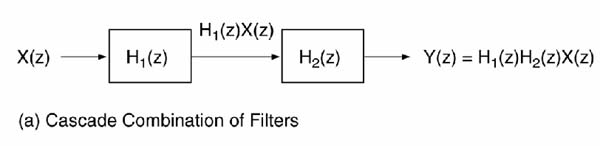 H₁(z)X(z)
X(z) H₁(z) H₂(z) Y(z) = H₁(z)H₂(z)X(z)
(a) Cascade Combination of Filters